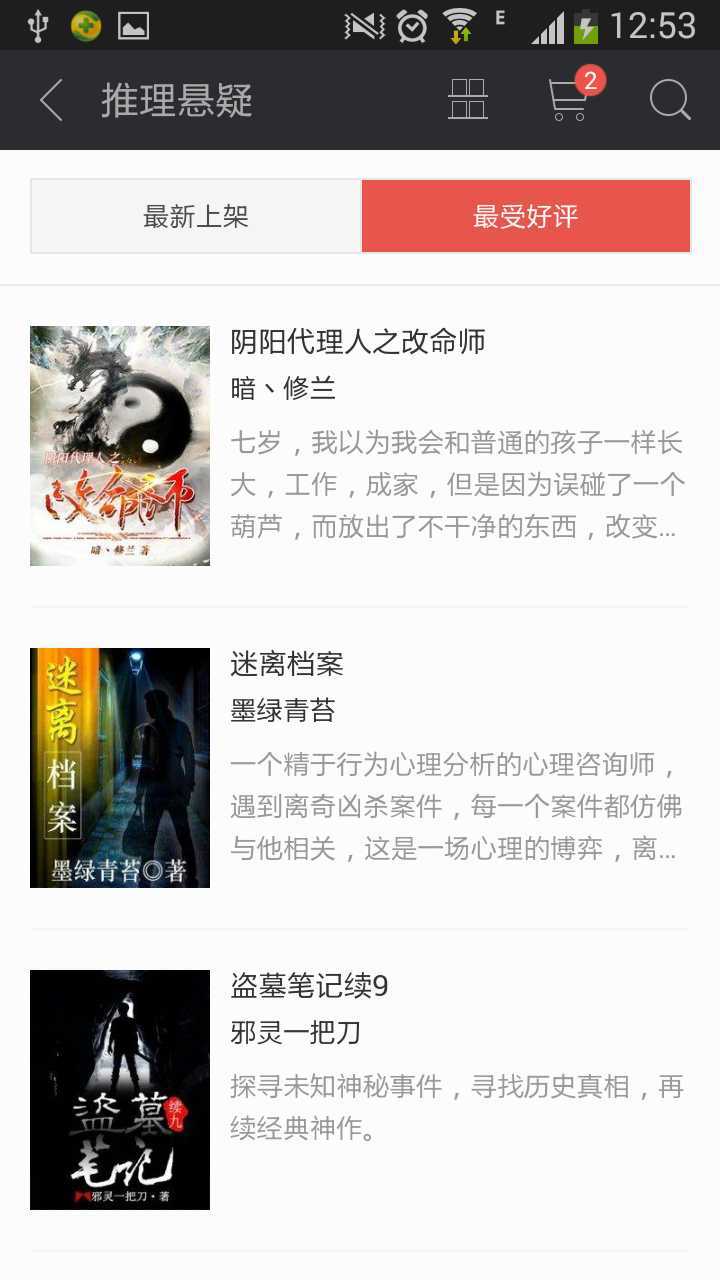 E 12:53
推理悬疑 2
最新上架 最受好评
阴阳代理人之改命师
暗丶修兰
七岁，我以为我会和普通的孩子一样长
大，工作，成家，但是因为误碰了一个
葫芦，而放出了不干净的东西，改变...
阴阳代理人之
改命师
暗丶修兰 著
迷离档案
墨绿青苔
一个精于行为心理分析的心理咨询师，
遇到离奇凶杀案件，每一个案件都仿佛
与他相关，这是一场心理的博弈，离...
迷离
档案
墨绿青苔◎著
盗墓笔记续9
邪灵一把刀
探寻未知神秘事件，寻找历史真相，再
续经典神作。
盗墓
续九
笔记
邪灵一把刀·著